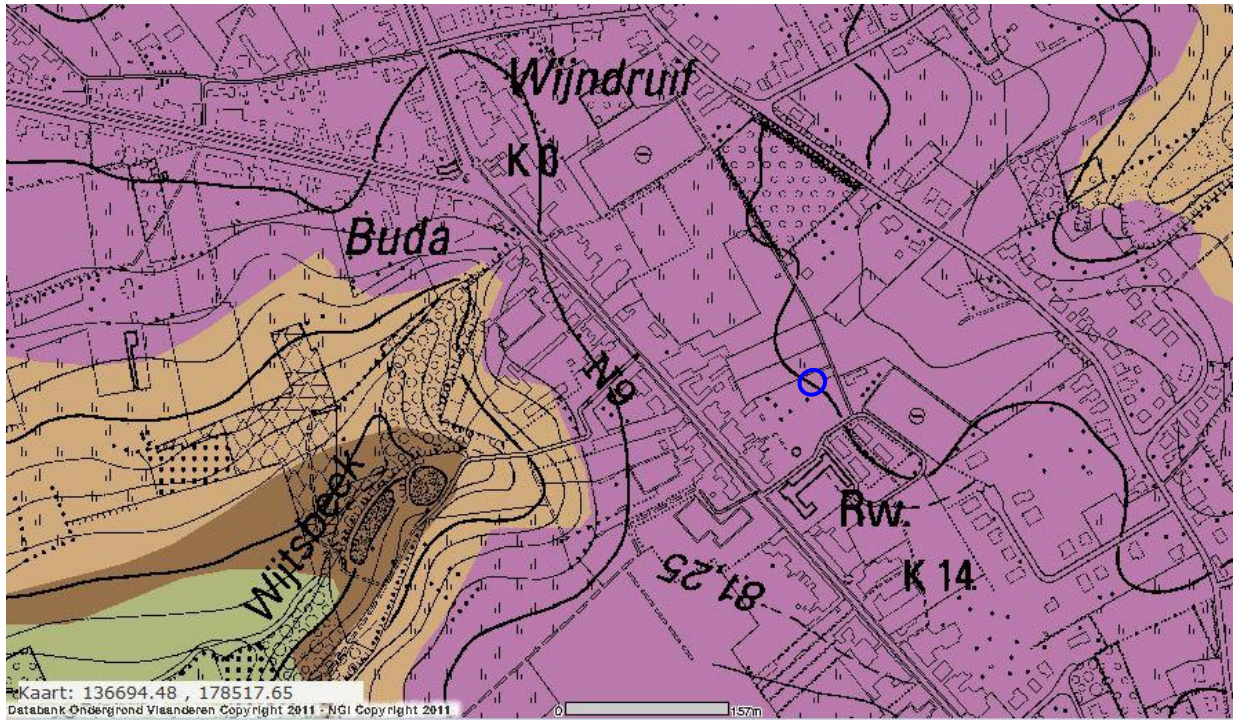 Wijndruif
K 0
Buda
N9
Rw.
K 14
81,25
Wijtsbeek
Kaart: 136694.48 , 178517.65
Databank Ondergrond Vlaanderen Copyright 2011 - NGI Copyright 2011
0 157m